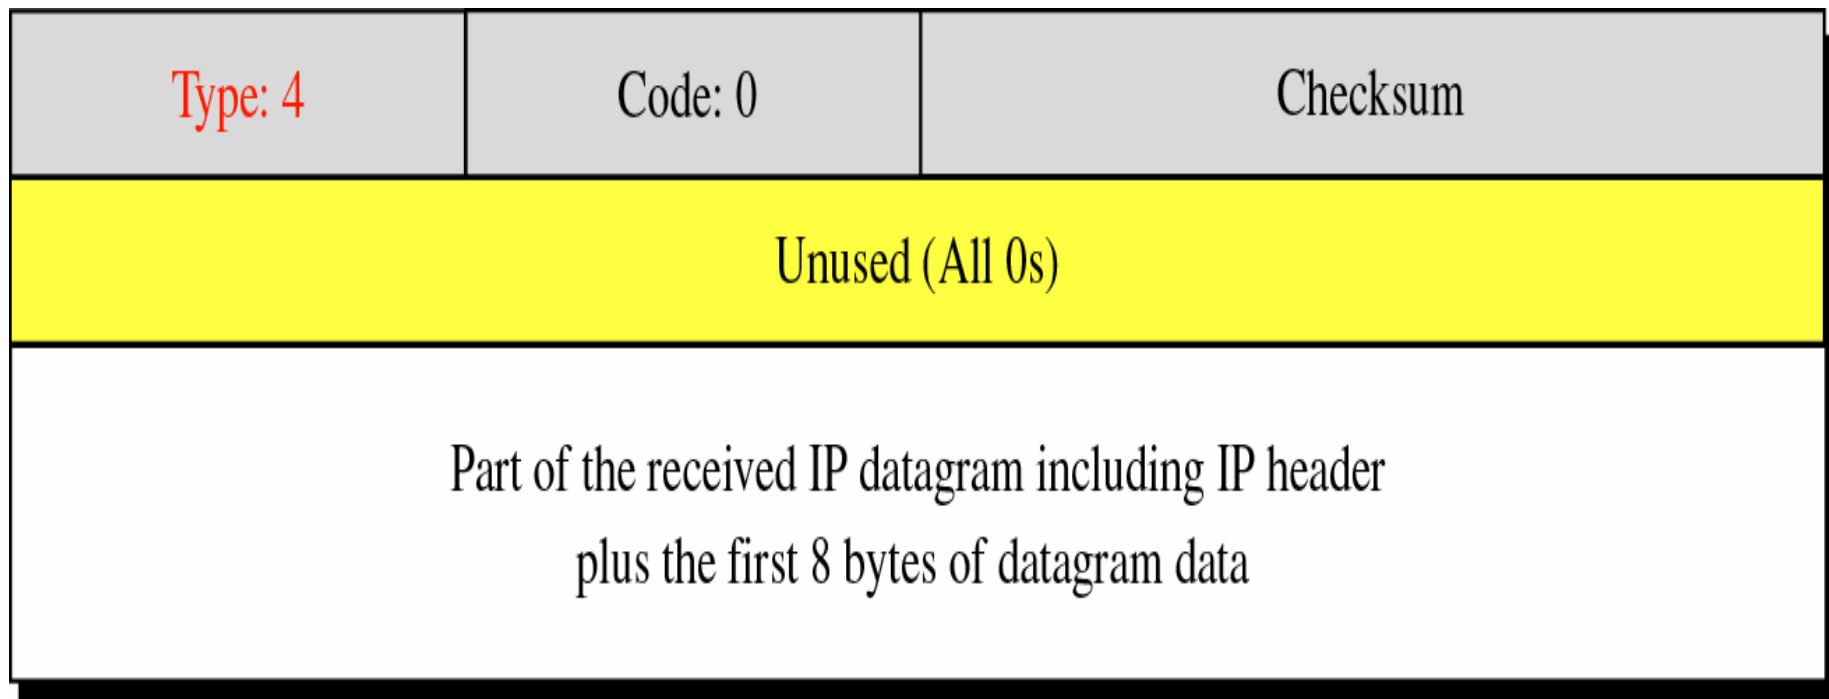 Type: 4
Code: 0
Checksum
Unused (All 0s)
Part of the received IP datagram including IP header
plus the first 8 bytes of datagram data